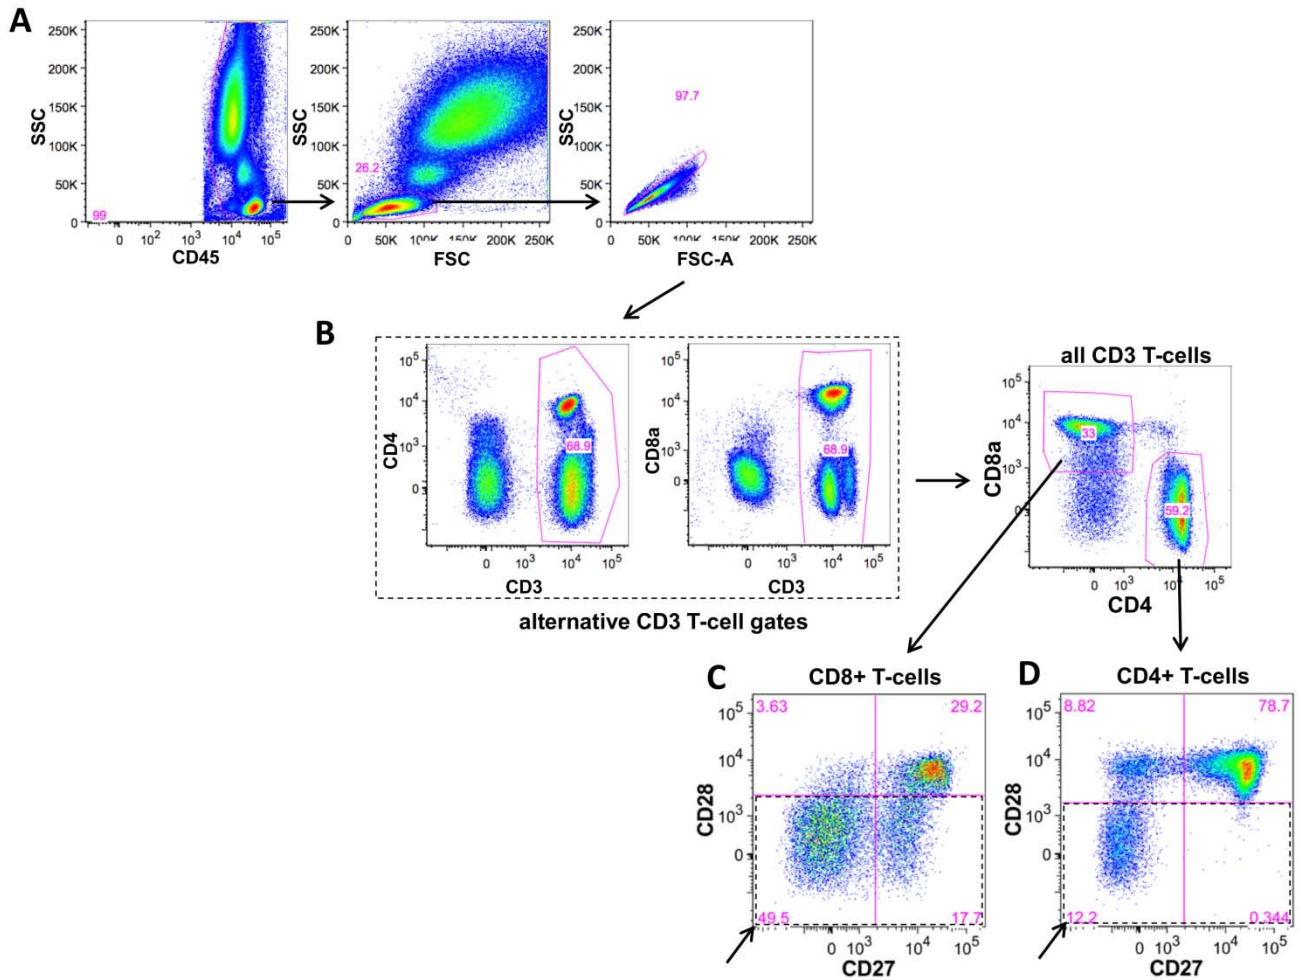 A
250K
200K
150K
100K
50K
0
SSC
99
0 10² 10³ 10⁴ 10⁵
CD45
250K
200K
150K
100K
50K
0
SSC
26.2
0 50K 100K 150K 200K 250K
FSC
250K
200K
150K
100K
50K
0
SSC
97.7
0 50K 100K 150K 200K 250K
FSC-A
B
10⁵
10⁴
10³
0
CD4
68.9
0 10³ 10⁴ 10⁵
CD3
10⁵
10⁴
10³
0
CD8a
68.9
0 10³ 10⁴ 10⁵
CD3
alternative CD3 T-cell gates
all CD3 T-cells
10⁵
10⁴
10³
0
CD8a
33
59.2
0 10³ 10⁴ 10⁵
CD4
C
CD8+ T-cells
3.63 29.2
10⁵
10⁴
10³
0
CD28
49.5 17.7
0 10³ 10⁴ 10⁵
CD27
D
CD4+ T-cells
8.82 78.7
10⁵
10⁴
10³
0
CD28
12.2 0.344
0 10³ 10⁴ 10⁵
CD27